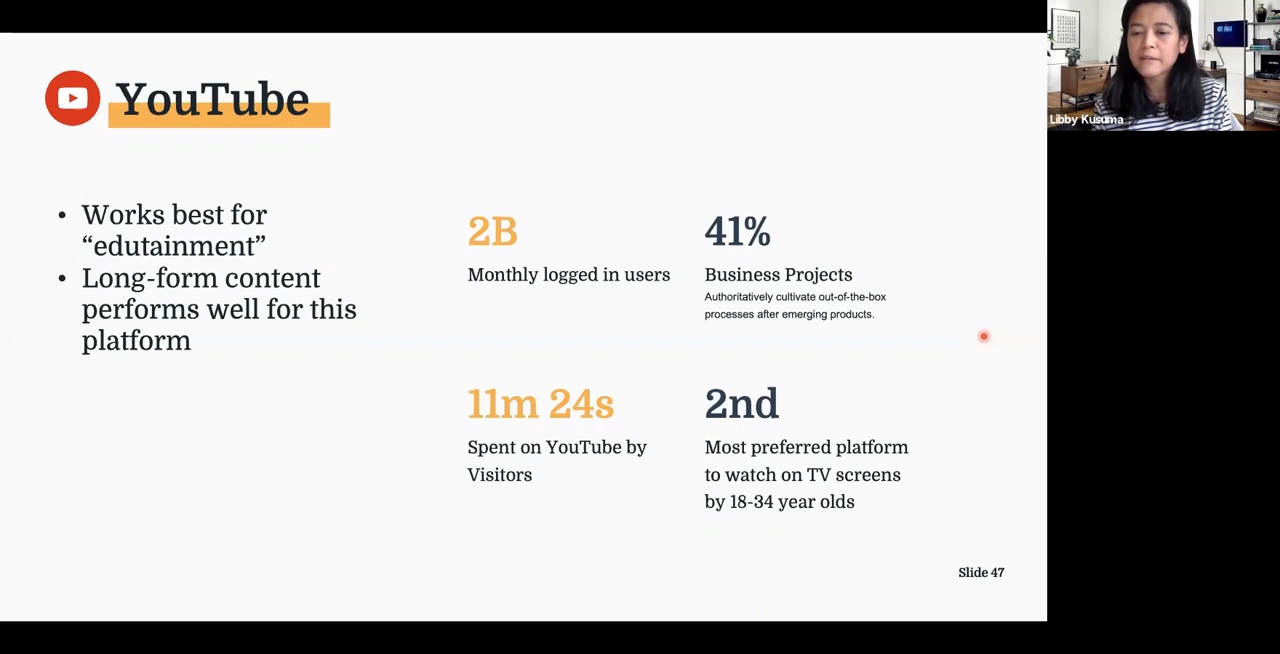 YouTube
• Works best for
“edutainment”
• Long-form content
performs well for this
platform
2B
Monthly logged in users
41%
Business Projects
Authoritatively cultivate out-of-the-box
processes after emerging products.
11m 24s
Spent on YouTube by
Visitors
2nd
Most preferred platform
to watch on TV screens
by 18-34 year olds
Slide 47
Libby Kusuma